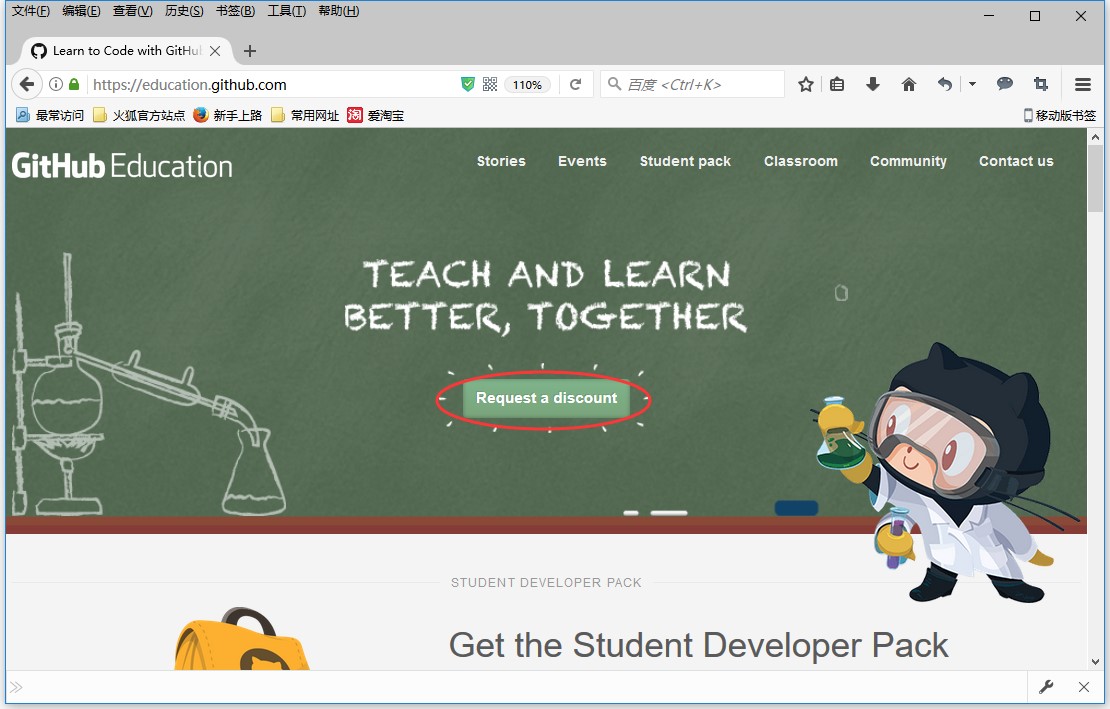 文件(F) 编辑(E) 查看(V) 历史(S) 书签(B) 工具(T) 帮助(H)
Learn to Code with GitHu
https://education.github.com
110%
百度 <Ctrl+K>
最常访问 火狐官方站点 新手上路 常用网址 淘 爱淘宝 移动版书签
GitHub Education
Stories Events Student pack Classroom Community Contact us
TEACH AND LEARN
BETTER, TOGETHER
Request a discount
STUDENT DEVELOPER PACK
Get the Student Developer Pack